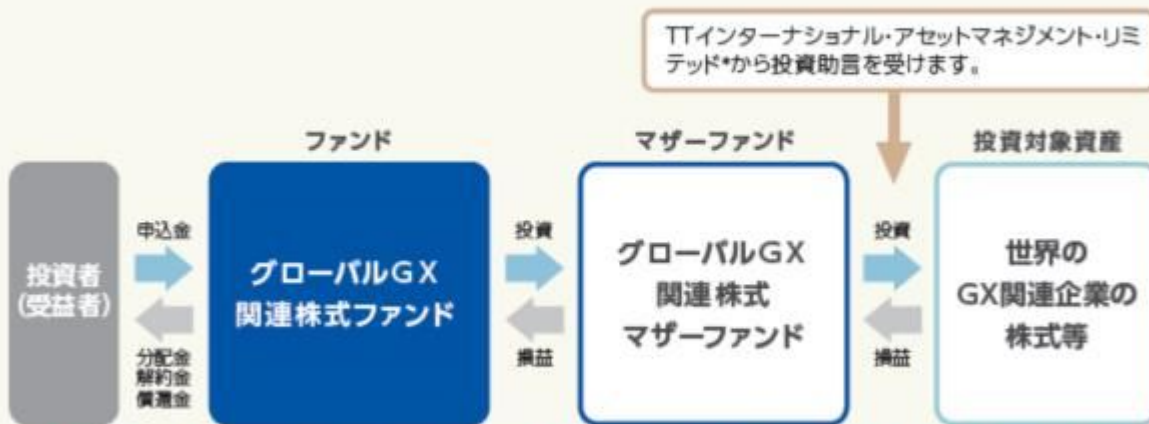 TTインターナショナル・アセットマネジメント・リミ
テッド*から投資助言を受けます。
ファンド
マザーファンド
投資対象資産
投資者
(受益者)
申込金
分配金
解約金
償還金
グローバルGX
関連株式ファンド
投資
損益
グローバルGX
関連株式
マザーファンド
投資
損益
世界の
GX関連企業の
株式等